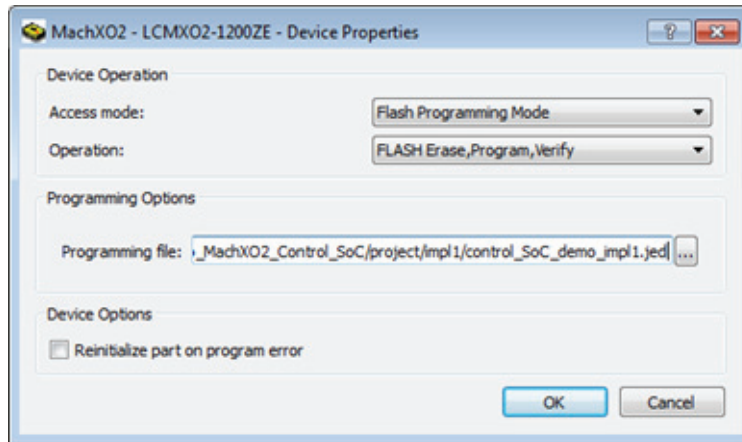 MachXO2 - LCMXO2-1200ZE - Device Properties
Device Operation
Access mode: Flash Programming Mode
Operation: FLASH Erase,Program,Verify
Programming Options
Programming file: _MachXO2_Control_SoC/project/impl1/control_SoC_demo_impl1.jed ...
Device Options
Reinitialize part on program error
OK Cancel